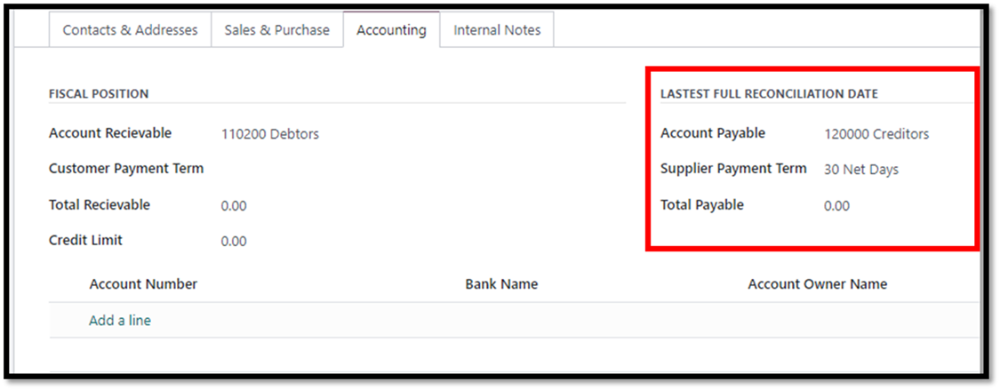 Contacts & Addresses
Sales & Purchase
Accounting
Internal Notes
FISCAL POSITION
Account Recievable 110200 Debtors
Customer Payment Term
Total Recievable 0.00
Credit Limit 0.00
LASTEST FULL RECONCILIATION DATE
Account Payable 120000 Creditors
Supplier Payment Term 30 Net Days
Total Payable 0.00
Account Number Bank Name Account Owner Name
Add a line